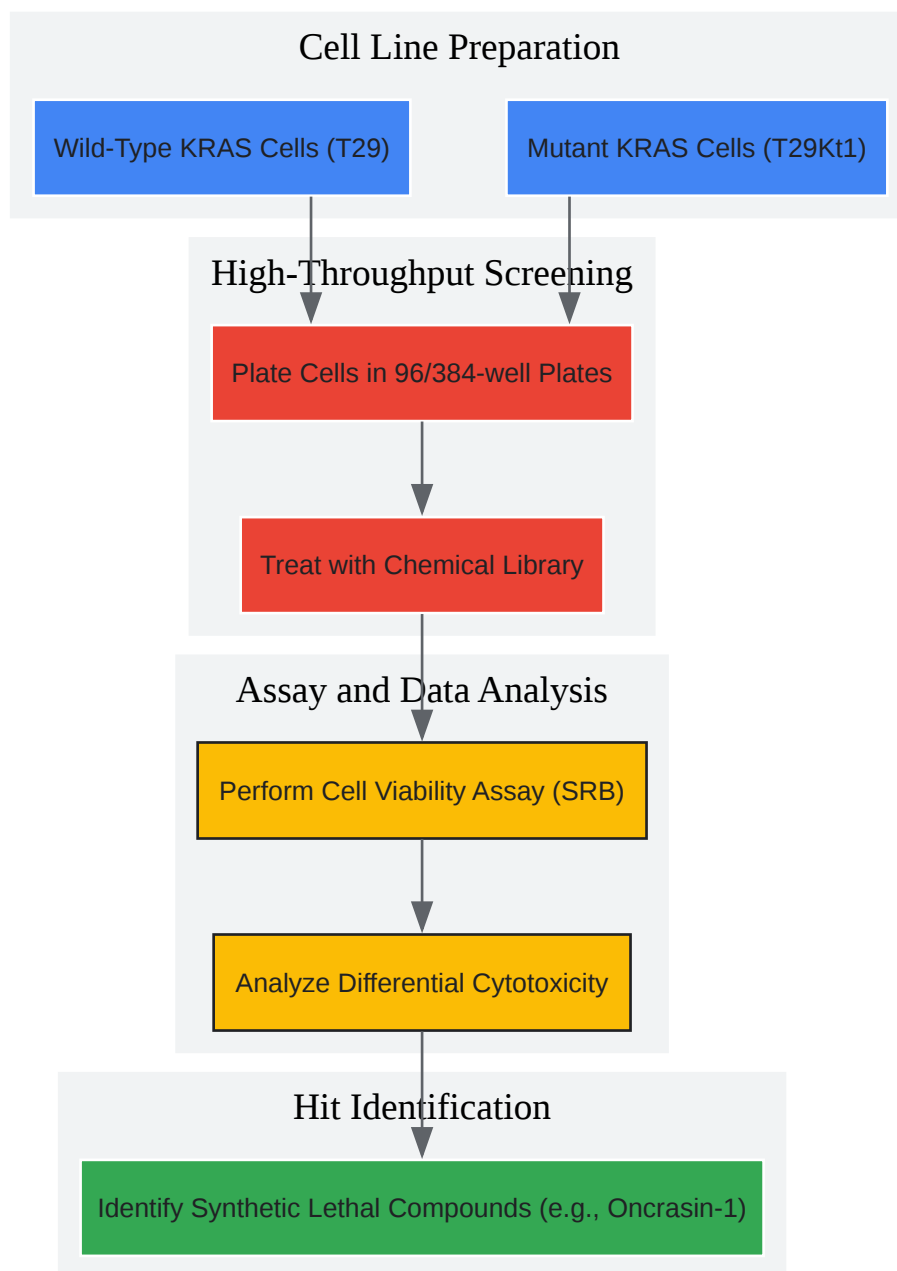 Cell Line Preparation
Wild-Type KRAS Cells (T29)
Mutant KRAS Cells (T29Kt1)
High-Throughput Screening
Plate Cells in 96/384-well Plates
Treat with Chemical Library
Assay and Data Analysis
Perform Cell Viability Assay (SRB)
Analyze Differential Cytotoxicity
Hit Identification
Identify Synthetic Lethal Compounds (e.g., Oncrasin-1)